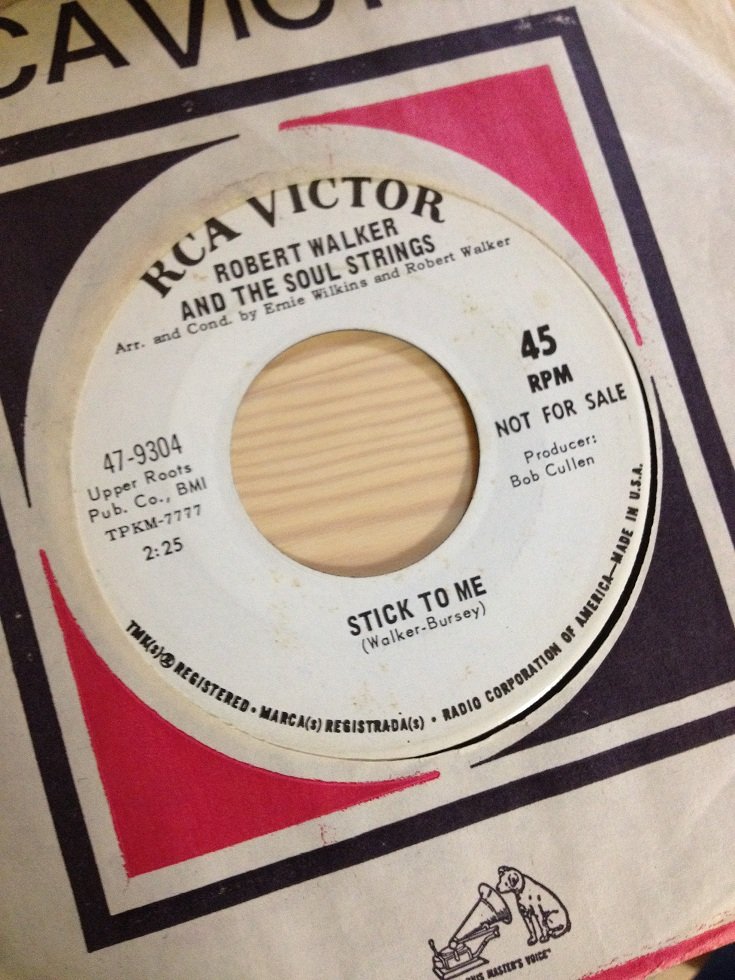 CA VICT
RCA VICTOR
ROBERT WALKER
AND THE SOUL STRINGS
Arr. and Cond. by Ernie Wilkins and Robert Walker
45
RPM
NOT FOR SALE
Producer:
Bob Cullen
47-9304
Upper Roots
Pub. Co., BMI
TPKM-7777
2:25
STICK TO ME
(Walker-Bursey)
TMK(s) ® REGISTERED • MARCA(s) REGISTRADA(s) • RADIO CORPORATION OF AMERICA—MADE IN U.S.A.
"HIS MASTER'S VOICE"